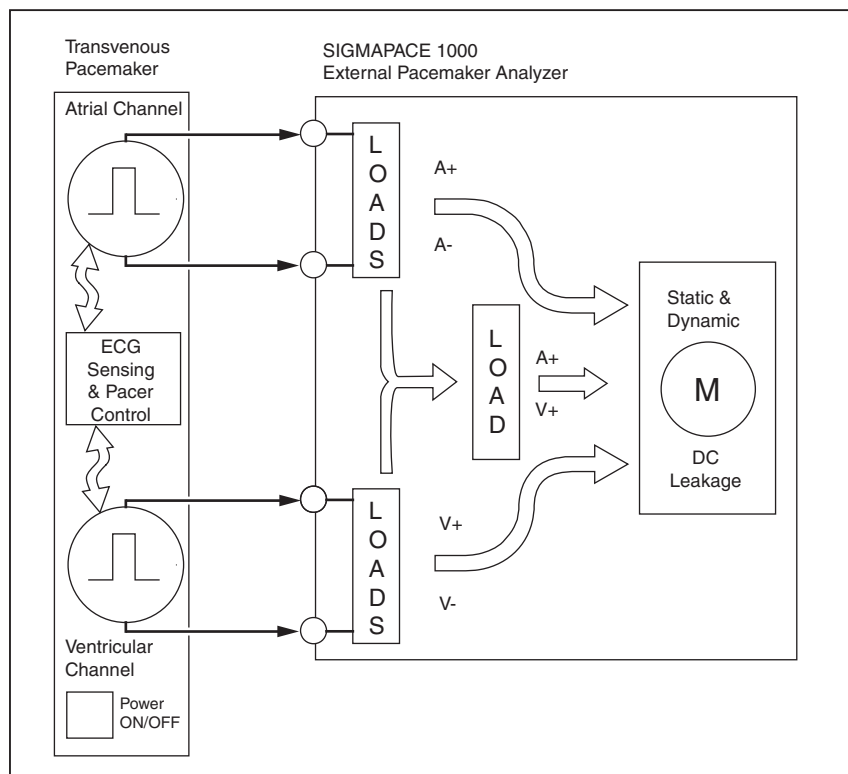 Transvenous
Pacemaker
SIGMAPACE 1000
External Pacemaker Analyzer
Atrial Channel
L
O
A
D
S
A+
A-
Static &
Dynamic
M
DC
Leakage
ECG
Sensing
& Pacer
Control
L
O
A
D
A+
V+
L
O
A
D
S
V+
V-
Ventricular
Channel
Power
ON/OFF